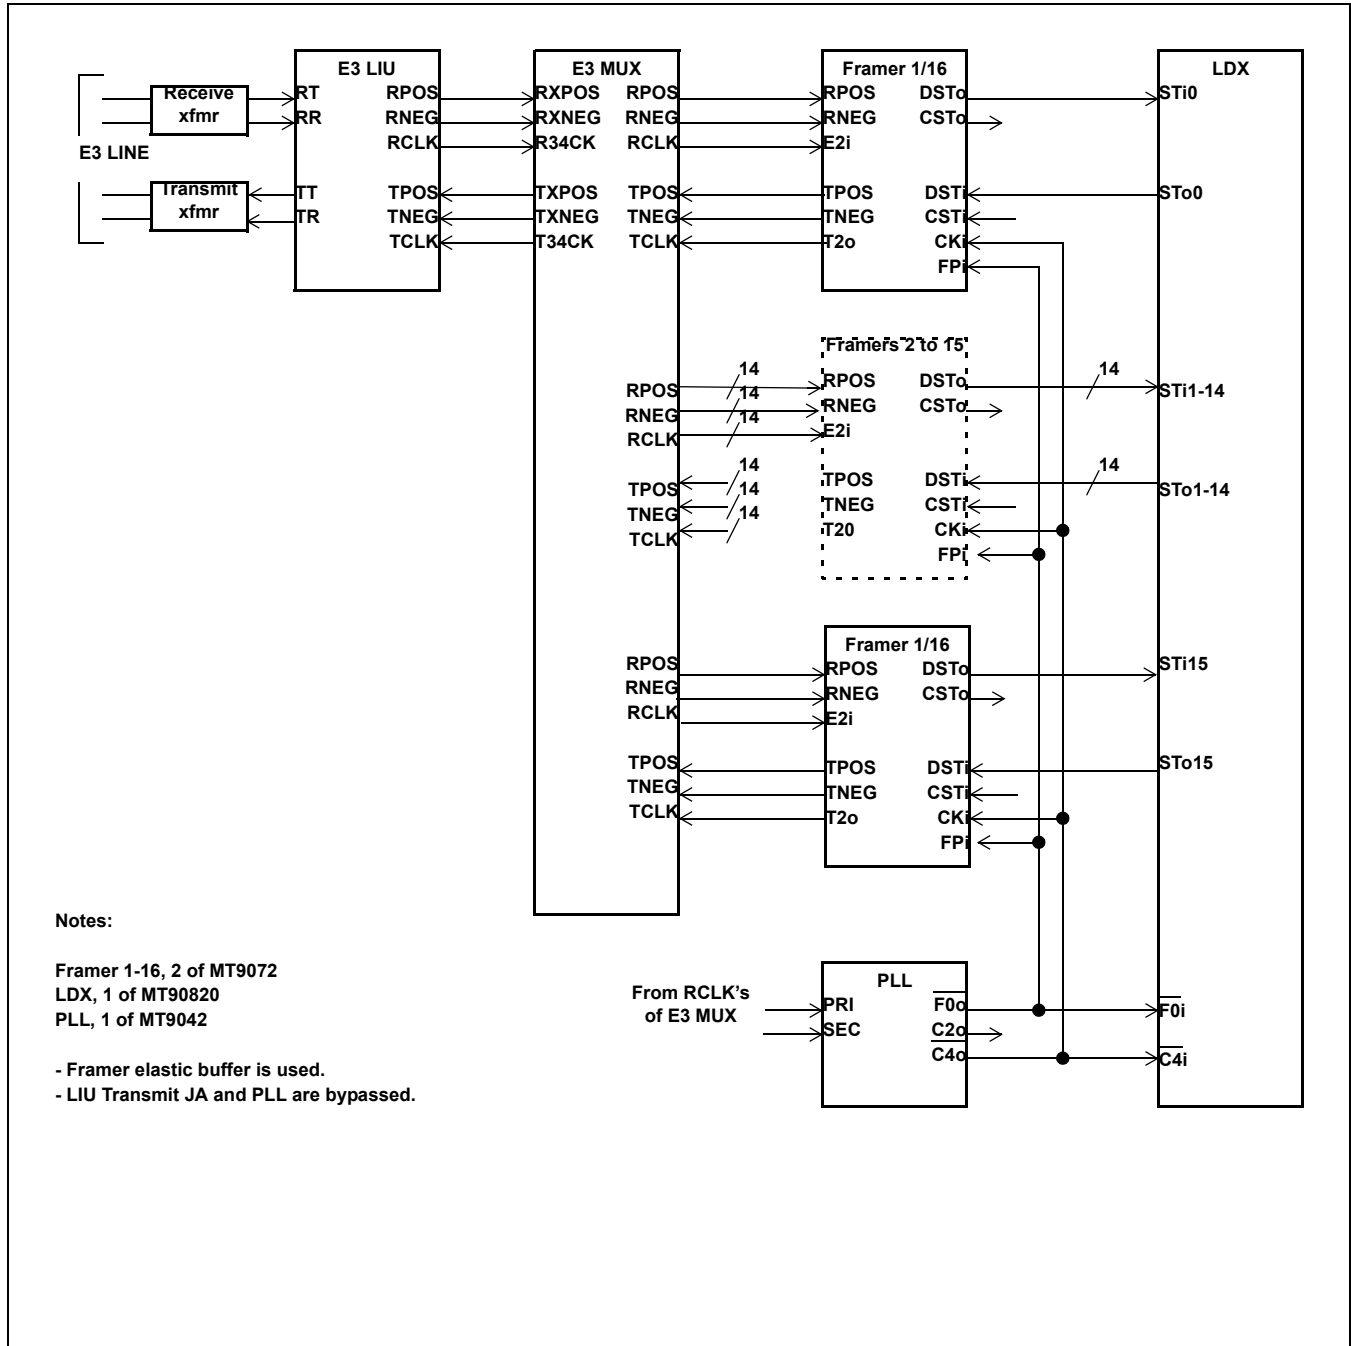 E3 LIU
E3 MUX
Framer 1/16
LDX
Receive
xfmr
RT
RR
RPOS
RNEG
RCLK
RXPOS
RXNEG
R34CK
RPOS
RNEG
RCLK
RPOS
RNEG
E2i
DSTo
CSTo
STi0
E3 LINE
Transmit
xfmr
TT
TR
TPOS
TNEG
TCLK
TXPOS
TXNEG
T34CK
TPOS
TNEG
TCLK
TPOS
TNEG
T2o
DSTi
CSTi
CKi
FPi
STo0
Framers 2 to 15
RPOS
RNEG
RCLK
14
14
14
RPOS
RNEG
E2i
DSTo
CSTo
14
STi1-14
TPOS
TNEG
TCLK
14
14
14
TPOS
TNEG
T20
DSTi
CSTi
CKi
FPi
14
STo1-14
Framer 1/16
RPOS
RNEG
RCLK
RPOS
RNEG
E2i
DSTo
CSTo
STi15
TPOS
TNEG
TCLK
TPOS
TNEG
T2o
DSTi
CSTi
CKi
FPi
STo15
Notes:
Framer 1-16, 2 of MT9072
LDX, 1 of MT90820
PLL, 1 of MT9042
- Framer elastic buffer is used.
- LIU Transmit JA and PLL are bypassed.
From RCLK's
of E3 MUX
PLL
PRI
SEC
F0o
C2o
C4o
F0i
C4i